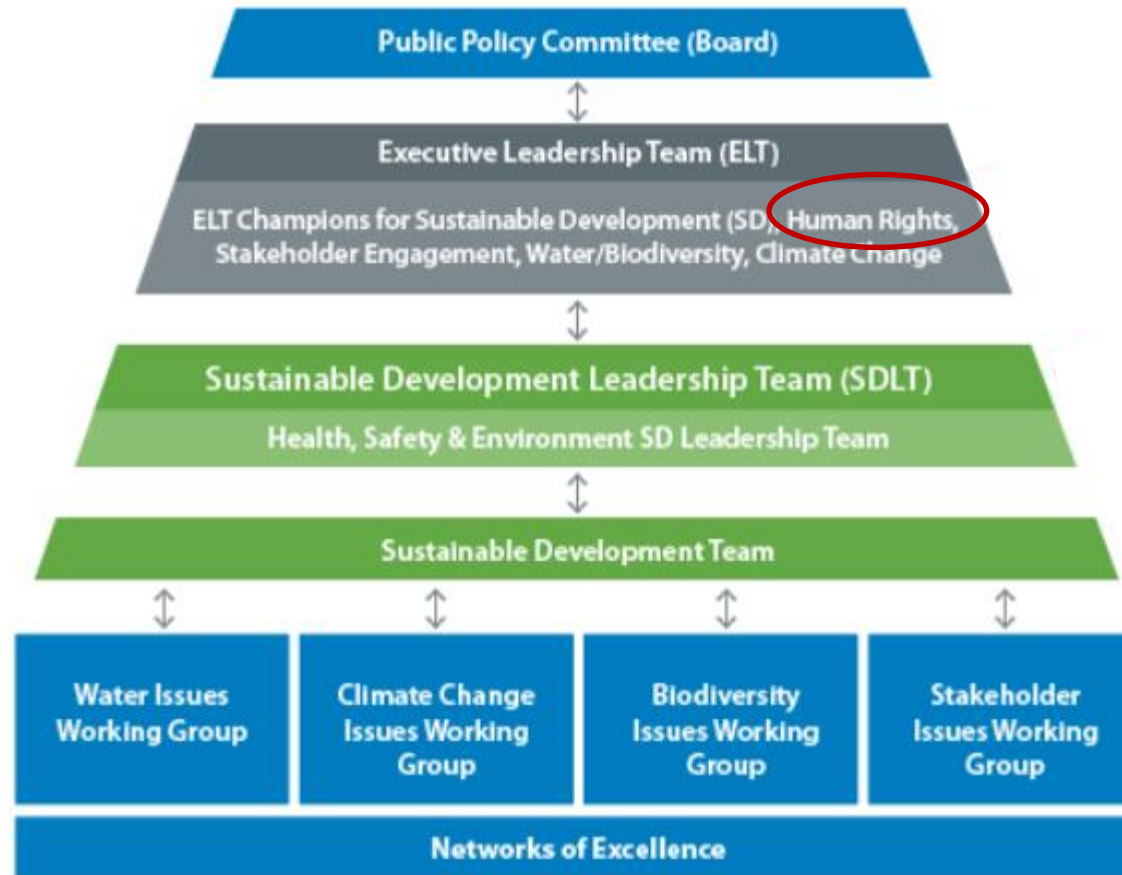 Public Policy Committee (Board)
Executive Leadership Team (ELT)
ELT Champions for Sustainable Development (SD), Human Rights,
Stakeholder Engagement, Water/Biodiversity, Climate Change
Sustainable Development Leadership Team (SDLT)
Health, Safety & Environment SD Leadership Team
Sustainable Development Team
Water Issues
Working Group
Climate Change
Issues Working
Group
Biodiversity
Issues Working
Group
Stakeholder
Issues Working
Group
Networks of Excellence